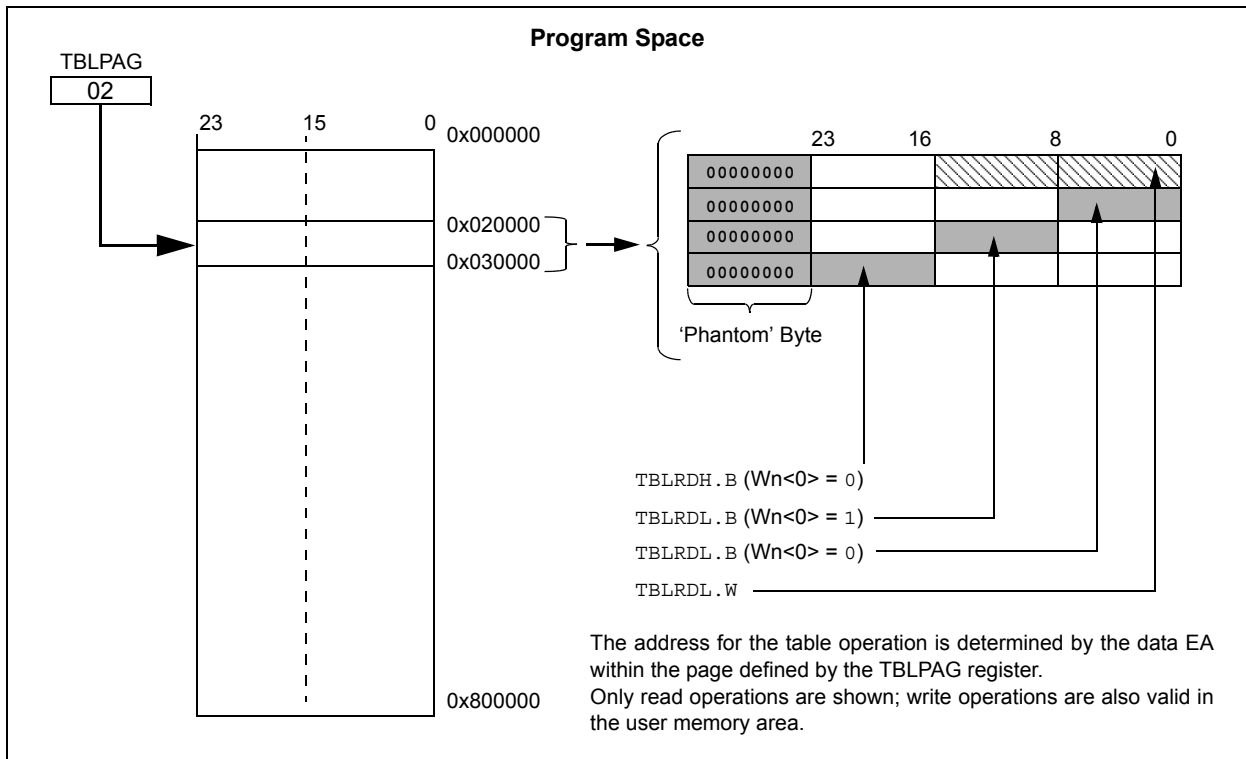 Program Space
TBLPAG
02
23 15 0
0x000000
0x020000
0x030000
0x800000
23 16 8 0
00000000
00000000
00000000
00000000
‘Phantom’ Byte
TBLRDH.B (Wn<0> = 0)
TBLRDL.B (Wn<0> = 1)
TBLRDL.B (Wn<0> = 0)
TBLRDL.W
The address for the table operation is determined by the data EA
within the page defined by the TBLPAG register.
Only read operations are shown; write operations are also valid in
the user memory area.